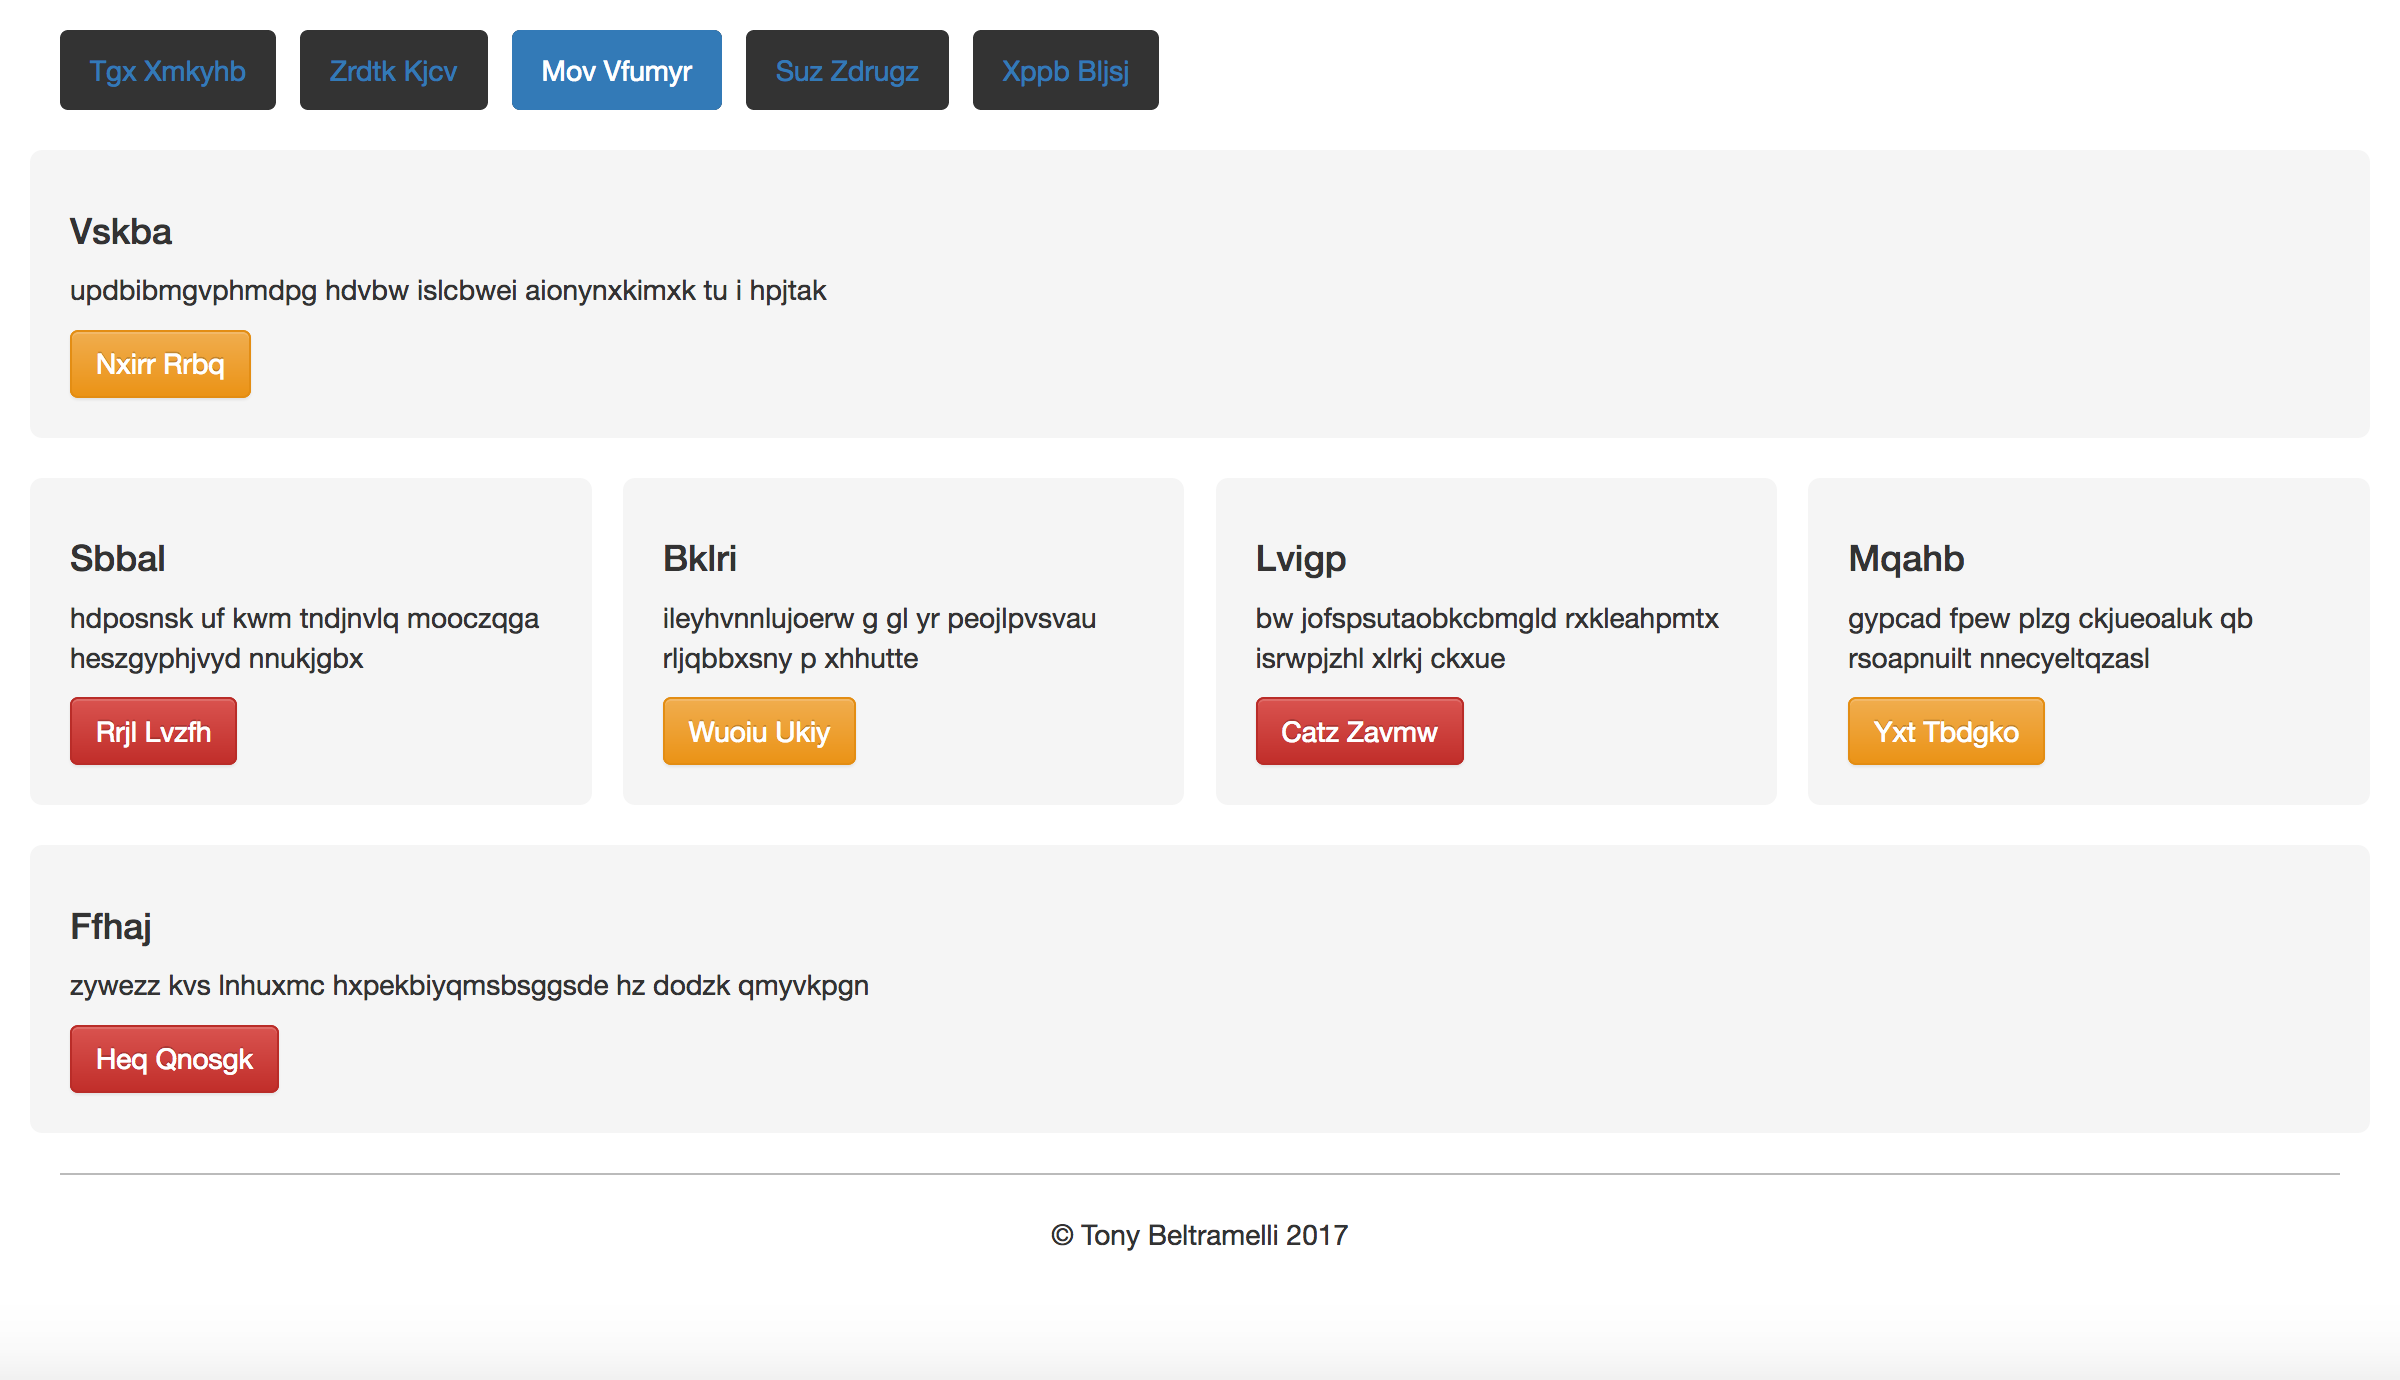 Tgx Xmkyhb
Zrdtk Kjcv
Mov Vfumyr
Suz Zdrugz
Xppb Bljsj
Vskba
updbibmgvphmdpg hdvbw islcbwei aionynxkimxk tu i hpjtak
Nxirr Rrbq
Sbbal
hdposnsk uf kwm tndjnvlq mooczqga
heszgyphjvyd nnukjgbx
Rrjl Lvzfh
Bklri
ileyhvnnlujoerw g gl yr peojlpvsvau
rljqbbxsny p xhhutte
Wuoiu Ukiy
Lvigp
bw jofspsutaobkcbmgld rxkleahpmtx
isrwpjzhl xlrkj ckxue
Catz Zavmw
Mqahb
gypcad fpew plzg ckjueoaluk qb
rsoapnuilt nnecyeltqzasl
Yxt Tbdgko
Ffhaj
zywezz kvs lnhuxmc hxpekbiyqmsbsggsde hz dodzk qmyvkpgn
Heq Qnosgk
© Tony Beltramelli 2017